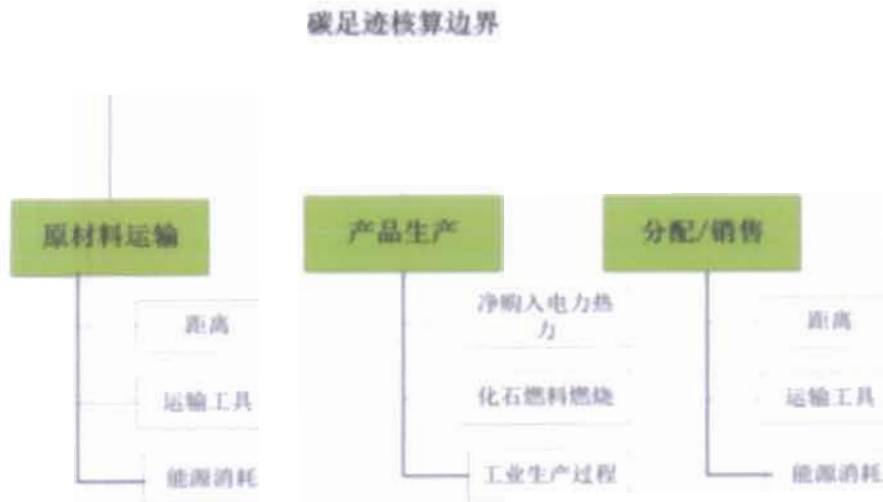 碳足迹核算边界
原材料运输
距离
运输工具
能源消耗
产品生产
净购入电力热
力
化石燃料燃烧
工业生产过程
分配/销售
距离
运输工具
能源消耗